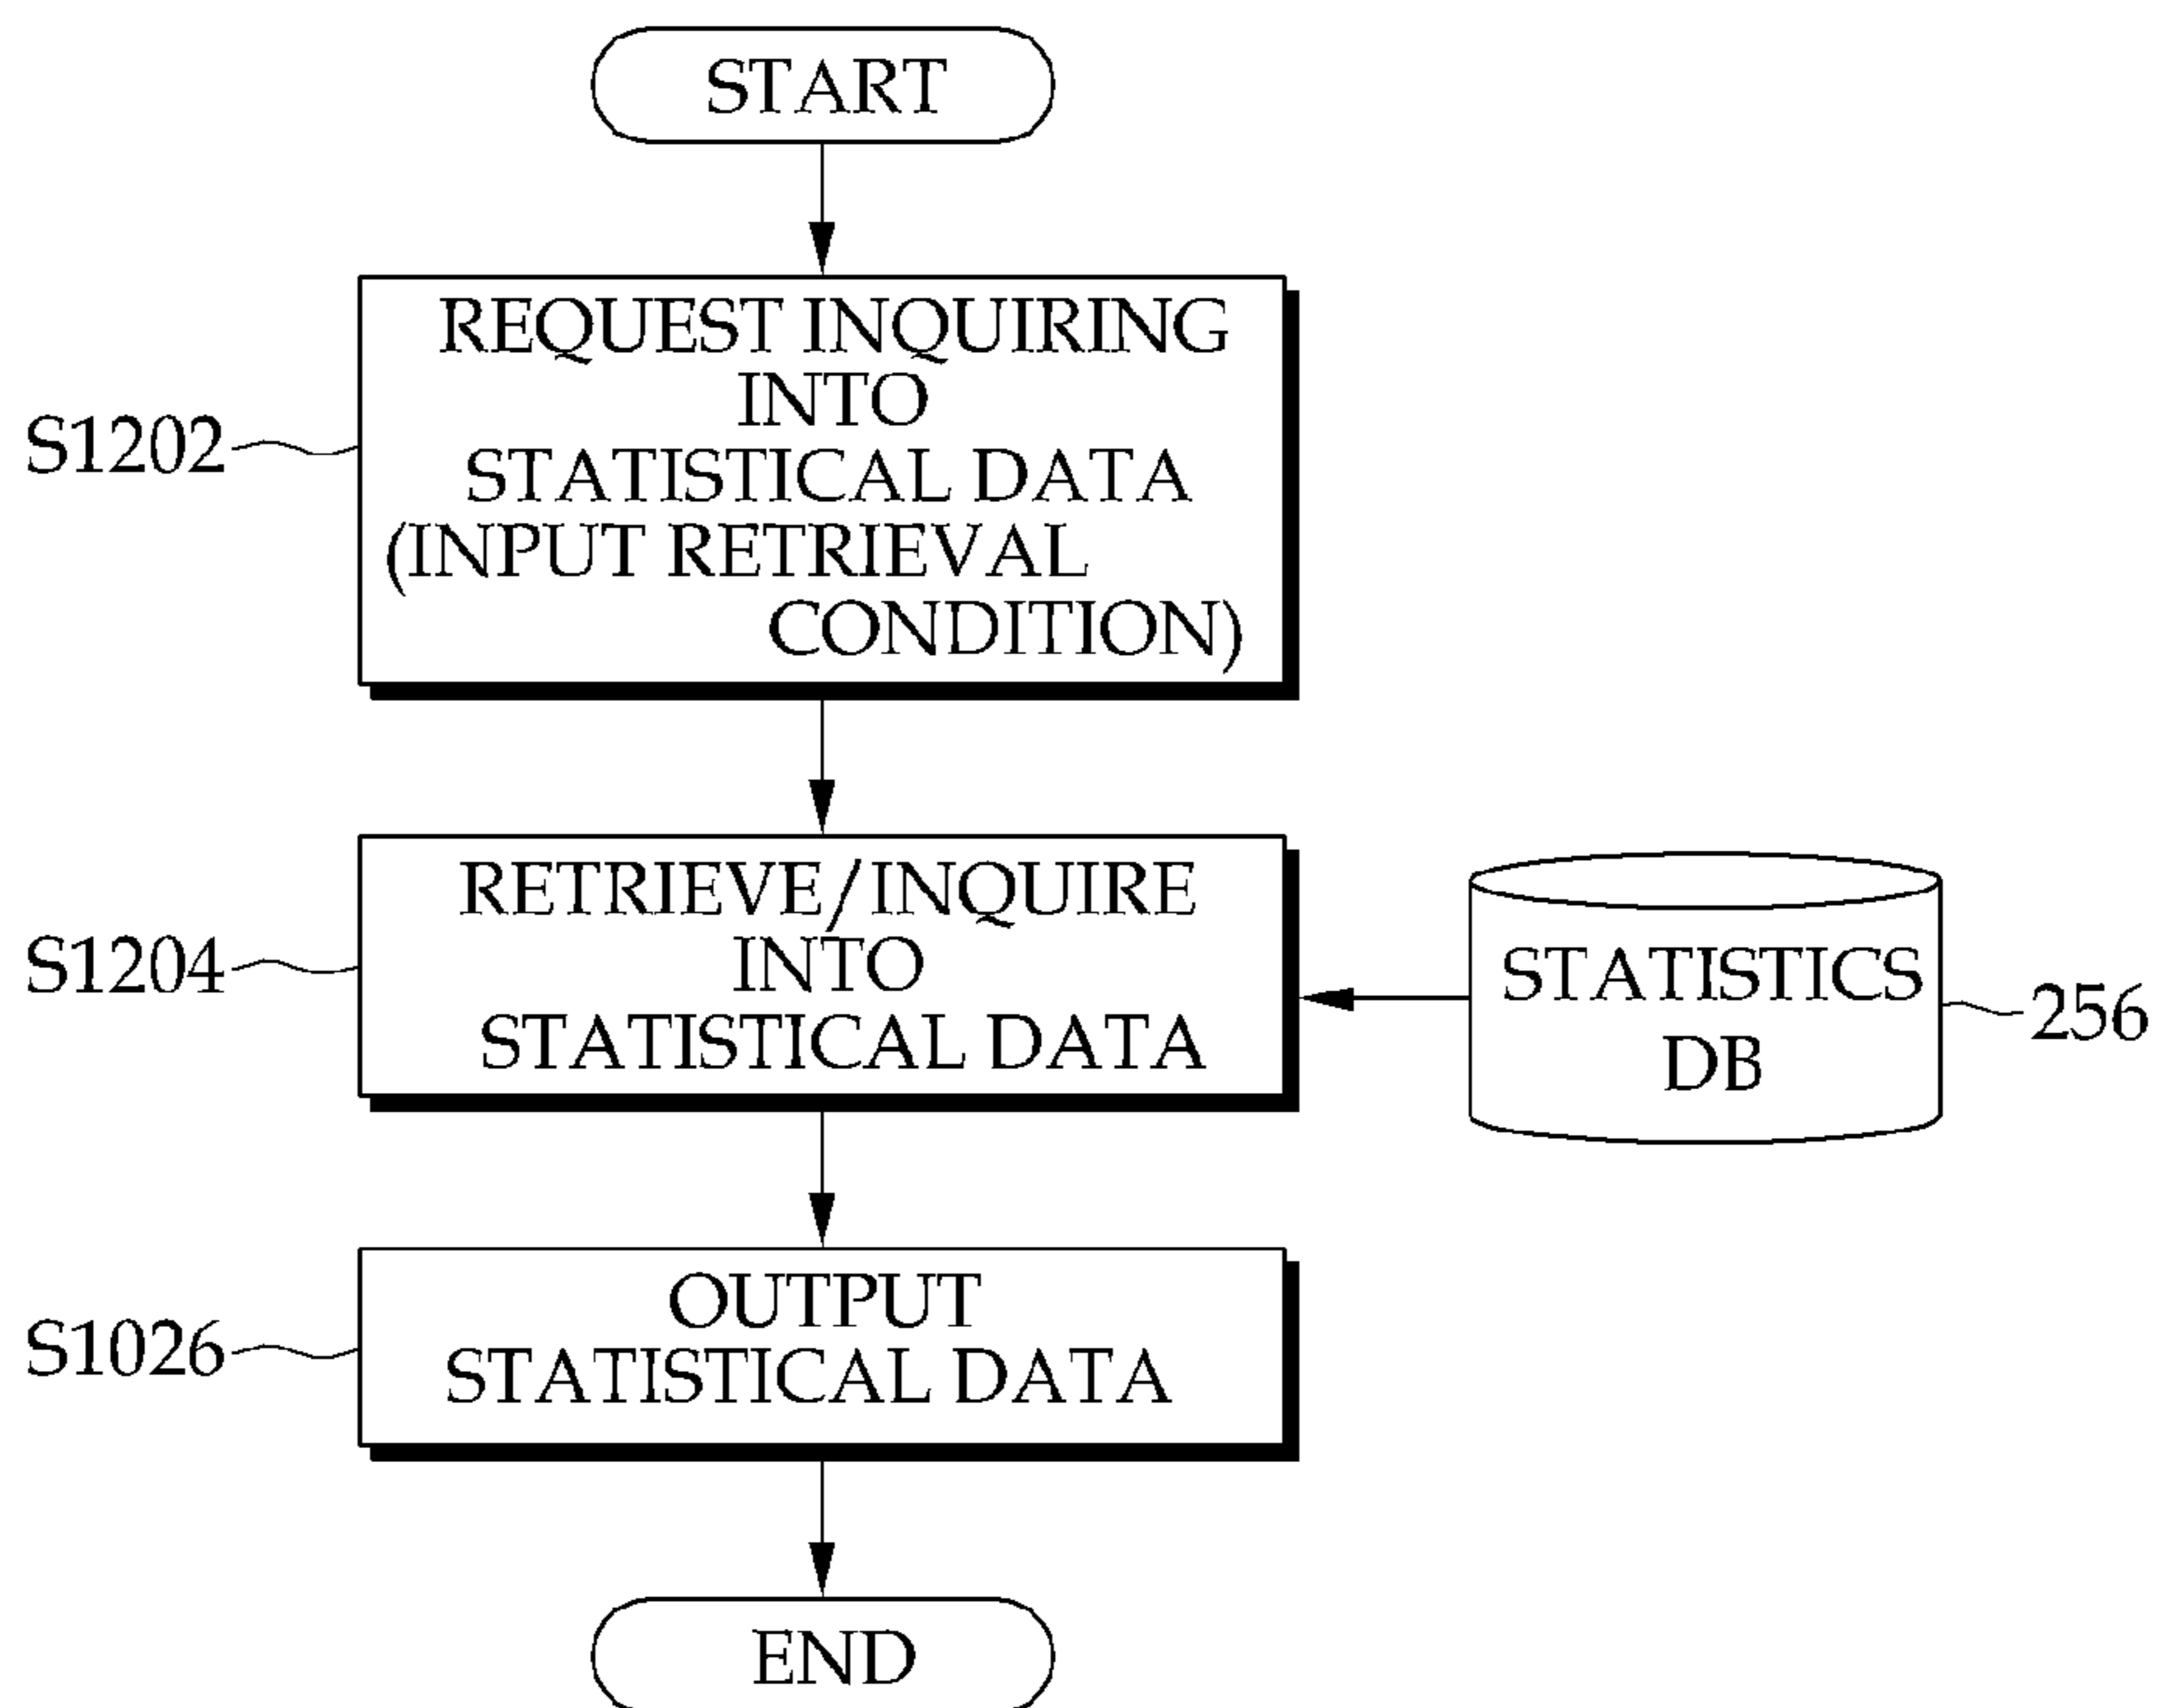 START
REQUEST INQUIRING
INTO
STATISTICAL DATA
(INPUT RETRIEVAL
CONDITION)
S1202
RETRIEVE/INQUIRE
INTO
STATISTICAL DATA
S1204
STATISTICS
DB
256
OUTPUT
STATISTICAL DATA
S1026
END